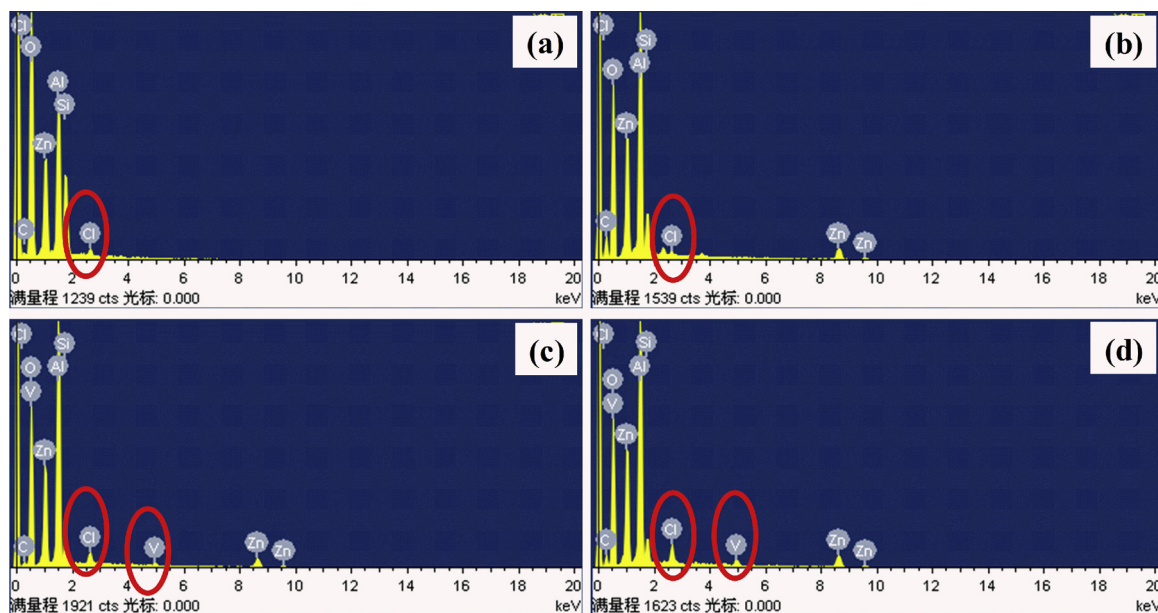 (a)
Cl
O
Al
Si
Zn
C
Cl
2 4 6 8 10 12 14 16 18 20
满量程 1239 cts 光标: 0.000 keV
(b)
Cl
Si
O
Al
Zn
C
Cl
Zn
Zn
2 4 6 8 10 12 14 16 18 20
满量程 1539 cts 光标: 0.000 keV
(c)
Cl
Si
O
Al
V
Zn
C
Cl
V
Zn
Zn
2 4 6 8 10 12 14 16 18 20
满量程 1921 cts 光标: 0.000 keV
(d)
Cl
Si
O
Al
V
Zn
C
Cl
V
Zn
Zn
2 4 6 8 10 12 14 16 18 20
满量程 1623 cts 光标: 0.000 keV